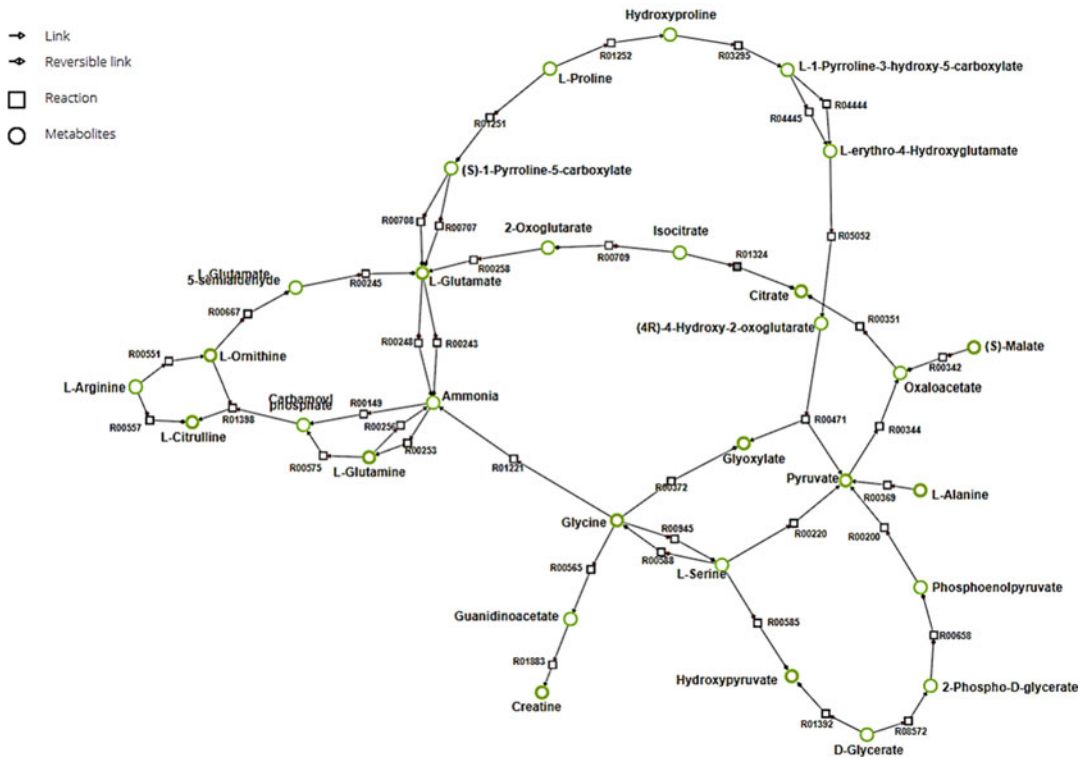 Hydroxyproline
Link
R01252
R03295
Reversible link
L-1-Pyrroline-3-hydroxy-5-carboxylate
L-Proline
Reaction
R04444
R04445
R01251
Metabolites
L-erythro-4-Hydroxyglutamate
(S)-1-Pyrroline-5-carboxylate
R00708
R00707
2-Oxoglutarate
Isocitrate
R05052
R01324
R00709
R00258
L-Glutamate
5-semialdehyde
R00245
L-Glutamate
Citrate
R00667
(4R)-4-Hydroxy-2-oxoglutarate
R00351
R00248
R00243
(S)-Malate
R00551
L-Ornithine
R00342
Oxaloacetate
L-Arginine
Carbamoyl
phosphate
R00149
Ammonia
R00557
R01398
R00256
R00471
R00344
L-Citrulline
R00253
R00575
L-Glutamine
R01221
Glyoxylate
Pyruvate
R00372
R00369
L-Alanine
Glycine
R00945
R00220
R00200
R00588
L-Serine
R00565
Phosphoenolpyruvate
Guanidinoacetate
R00585
R00658
R01883
Hydroxypyruvate
2-Phospho-D-glycerate
Creatine
R01392
R08572
D-Glycerate